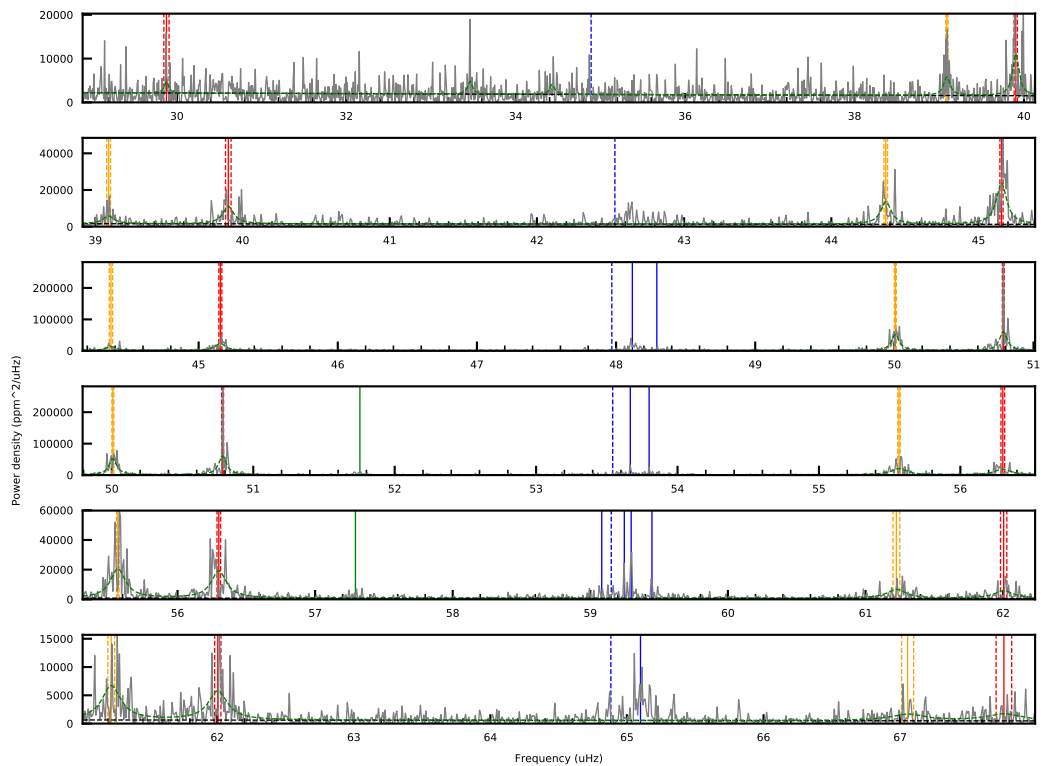 20000
10000
0
30 32 34 36 38 40
40000
20000
0
39 40 41 42 43 44 45
200000
100000
0
45 46 47 48 49 50 51
Power density (ppm^2/uHz)
200000
100000
0
50 51 52 53 54 55 56
60000
40000
20000
0
56 57 58 59 60 61 62
15000
10000
5000
0
62 63 64 65 66 67
Frequency (uHz)